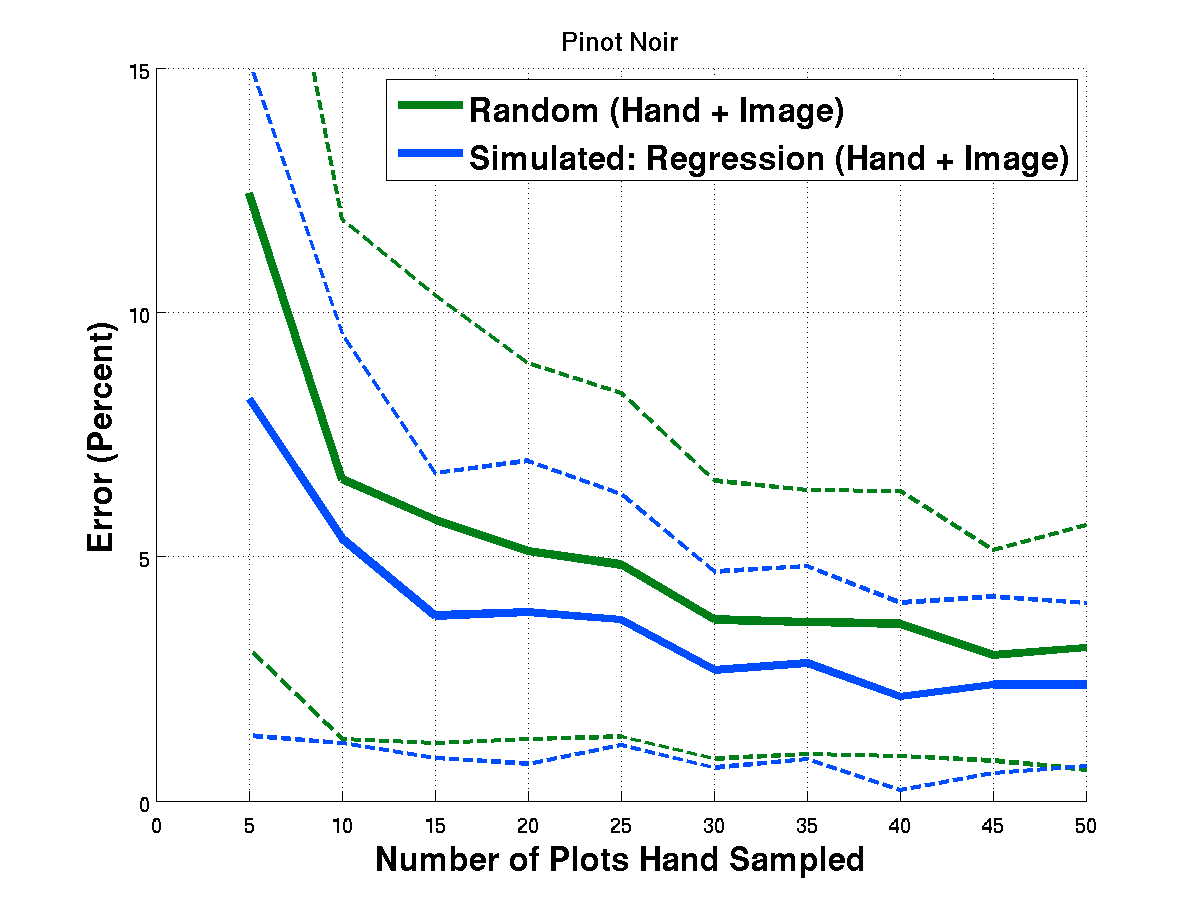 Pinot Noir
15
Random (Hand + Image)
Simulated: Regression (Hand + Image)
10
Error (Percent)
5
0
0 5 10 15 20 25 30 35 40 45 50
Number of Plots Hand Sampled